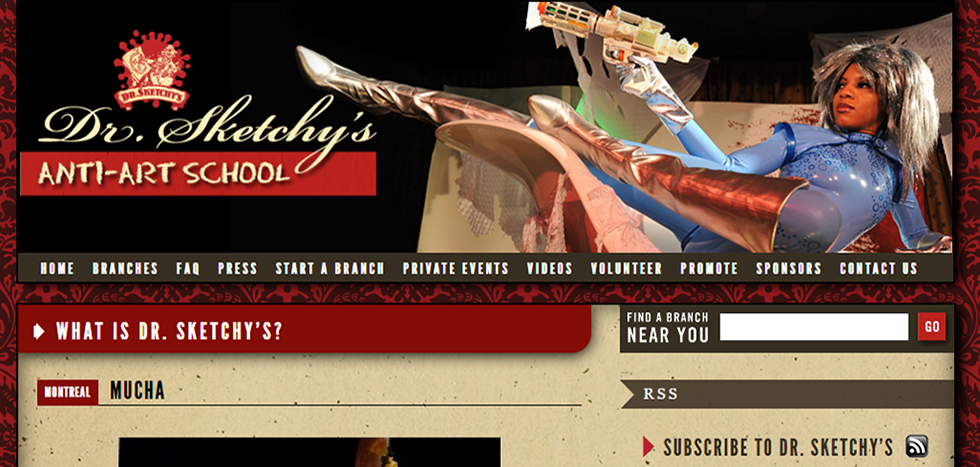 DR. SKETCHY'S
Dr. Sketchy's
ANTI-ART SCHOOL
HOME BRANCHES FAQ PRESS START A BRANCH PRIVATE EVENTS VIDEOS VOLUNTEER PROMOTE SPONSORS CONTACT US
WHAT IS DR. SKETCHY'S?
FIND A BRANCH
NEAR YOU
GO
MONTREAL MUCHA
RSS
SUBSCRIBE TO DR. SKETCHY'S